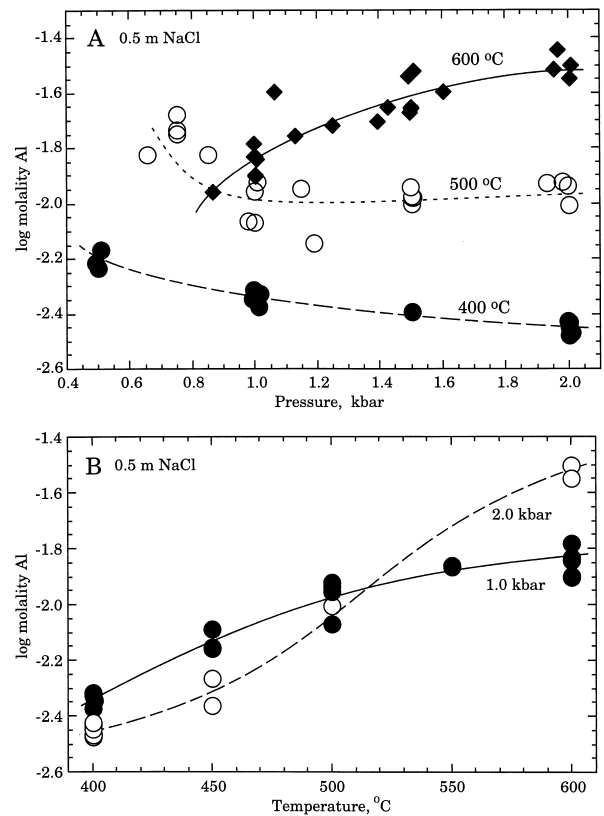 A 0.5 m NaCl
600 °C
500 °C
400 °C
log molality Al
-1.4
-1.6
-1.8
-2.0
-2.2
-2.4
-2.6
0.4 0.6 0.8 1.0 1.2 1.4 1.6 1.8 2.0
Pressure, kbar
B 0.5 m NaCl
2.0 kbar
1.0 kbar
log molality Al
-1.4
-1.6
-1.8
-2.0
-2.2
-2.4
-2.6
400 450 500 550 600
Temperature, °C